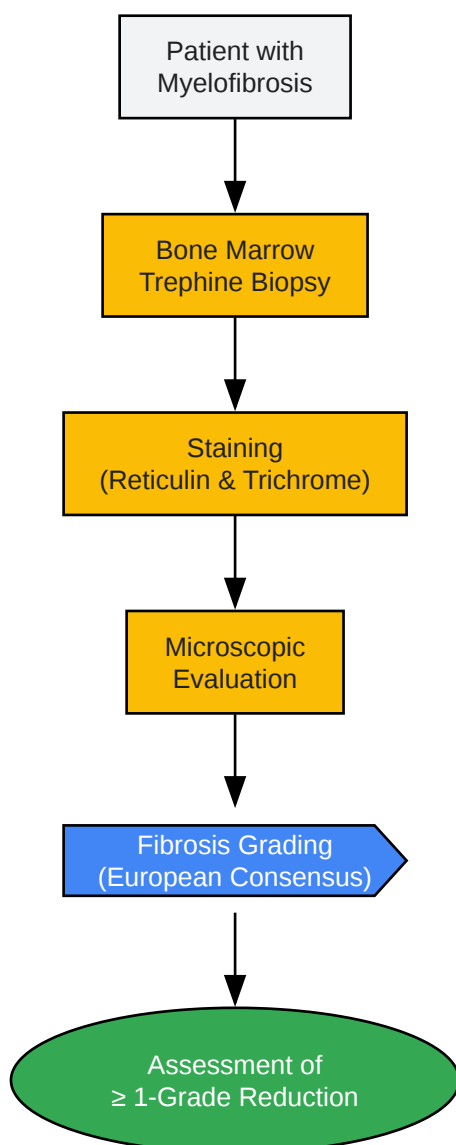 Patient with
Myelofibrosis
Bone Marrow
Trephine Biopsy
Staining
(Reticulin & Trichrome)
Microscopic
Evaluation
Fibrosis Grading
(European Consensus)
Assessment of
≥ 1-Grade Reduction